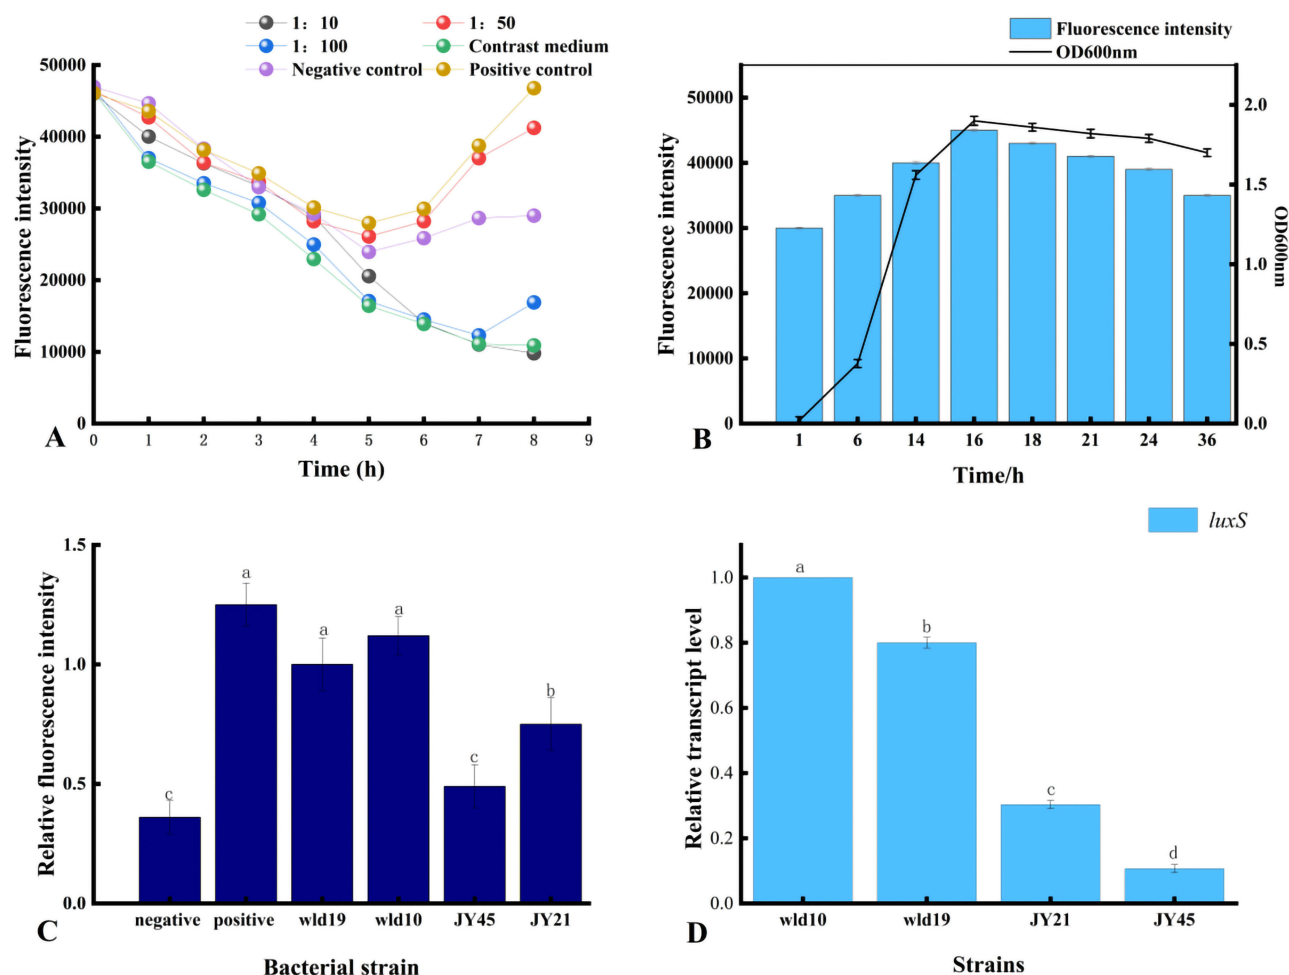 1: 10
1: 50
1: 100
Contrast medium
Negative control
Positive control
50000
40000
30000
20000
10000
0
Fluorescence intensity
0 1 2 3 4 5 6 7 8 9
Time (h)
A
Fluorescence intensity
OD600nm
50000
40000
30000
20000
10000
0
Fluorescence intensity
2.0
1.5
1.0
0.5
0.0
OD600nm
1 6 14 16 18 21 24 36
Time/h
B
1.5
1.0
0.5
0.0
Relative fluorescence intensity
c a a a c b
negative positive wld19 wld10 JY45 JY21
Bacterial strain
C
luxS
1.0
0.8
0.6
0.4
0.2
0.0
Relative transcript level
a b c d
wld10 wld19 JY21 JY45
Strains
D